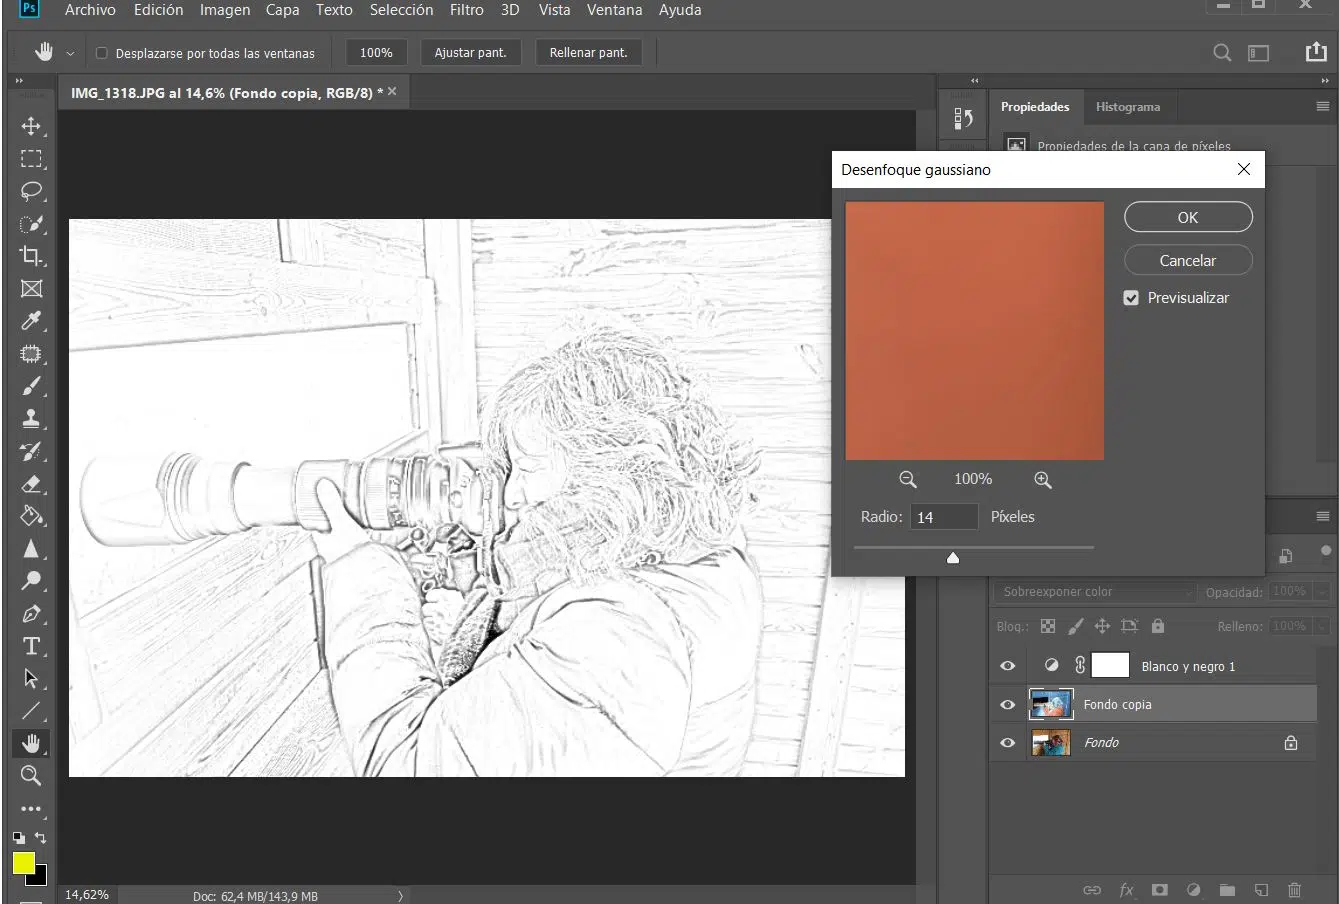 Ps Archivo Edición Imagen Capa Texto Selección Filtro 3D Vista Ventana Ayuda
Desplazarse por todas las ventanas 100% Ajustar pant. Rellenar pant.
IMG_1318.JPG al 14,6% (Fondo copia, RGB/8) *
Propiedades Histograma
Propiedades de la capa de píxeles
Desenfoque gaussiano
OK
Cancelar
Previsualizar
100%
Radio: 14 Píxeles
Sobreexponer color Opacidad: 100%
Bloq.: Relleno: 100%
Blanco y negro 1
Fondo copia
Fondo
T
14,62% Doc: 62,4 MB/143,9 MB
fx